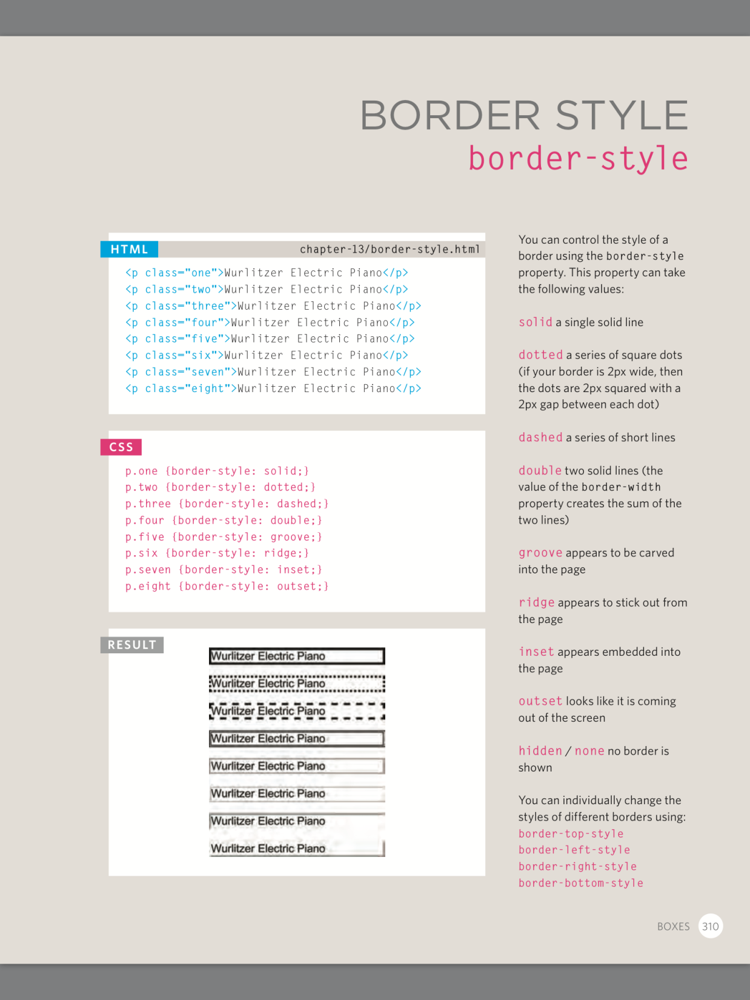 BORDER STYLE
border-style
HTML
chapter-13/border-style.html
<p class="one">Wurlitzer Electric Piano</p>
<p class="two">Wurlitzer Electric Piano</p>
<p class="three">Wurlitzer Electric Piano</p>
<p class="four">Wurlitzer Electric Piano</p>
<p class="five">Wurlitzer Electric Piano</p>
<p class="six">Wurlitzer Electric Piano</p>
<p class="seven">Wurlitzer Electric Piano</p>
<p class="eight">Wurlitzer Electric Piano</p>
CSS
p.one {border-style: solid;}
p.two {border-style: dotted;}
p.three {border-style: dashed;}
p.four {border-style: double;}
p.five {border-style: groove;}
p.six {border-style: ridge;}
p.seven {border-style: inset;}
p.eight {border-style: outset;}
RESULT
Wurlitzer Electric Piano
Wurlitzer Electric Piano
Wurlitzer Electric Piano
Wurlitzer Electric Piano
Wurlitzer Electric Piano
Wurlitzer Electric Piano
Wurlitzer Electric Piano
Wurlitzer Electric Piano
You can control the style of a
border using the border-style
property. This property can take
the following values:
solid a single solid line
dotted a series of square dots
(if your border is 2px wide, then
the dots are 2px squared with a
2px gap between each dot)
dashed a series of short lines
double two solid lines (the
value of the border-width
property creates the sum of the
two lines)
groove appears to be carved
into the page
ridge appears to stick out from
the page
inset appears embedded into
the page
outset looks like it is coming
out of the screen
hidden / none no border is
shown
You can individually change the
styles of different borders using:
border-top-style
border-left-style
border-right-style
border-bottom-style
BOXES 310